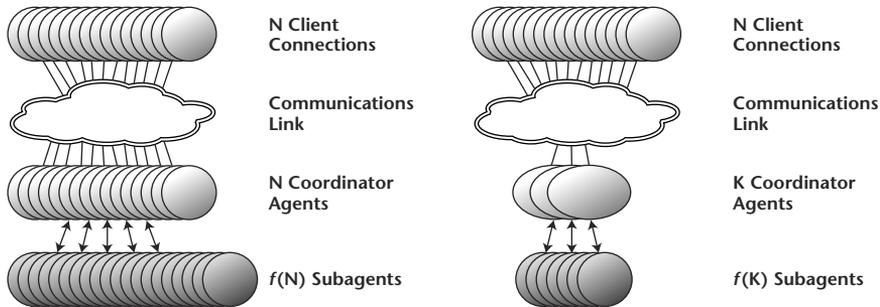 N Client
Connections
Communications
Link
N Coordinator
Agents
f(N) Subagents
N Client
Connections
Communications
Link
K Coordinator
Agents
f(K) Subagents